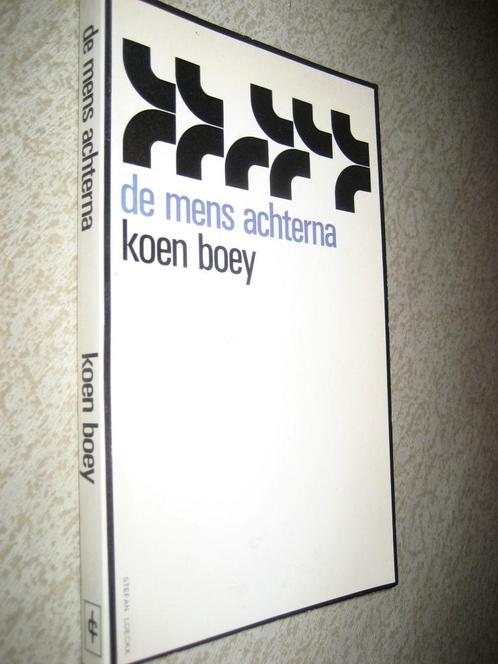 de mens achterna
koen boey
de mens achterna
koen boey
STEFAN LOECKX